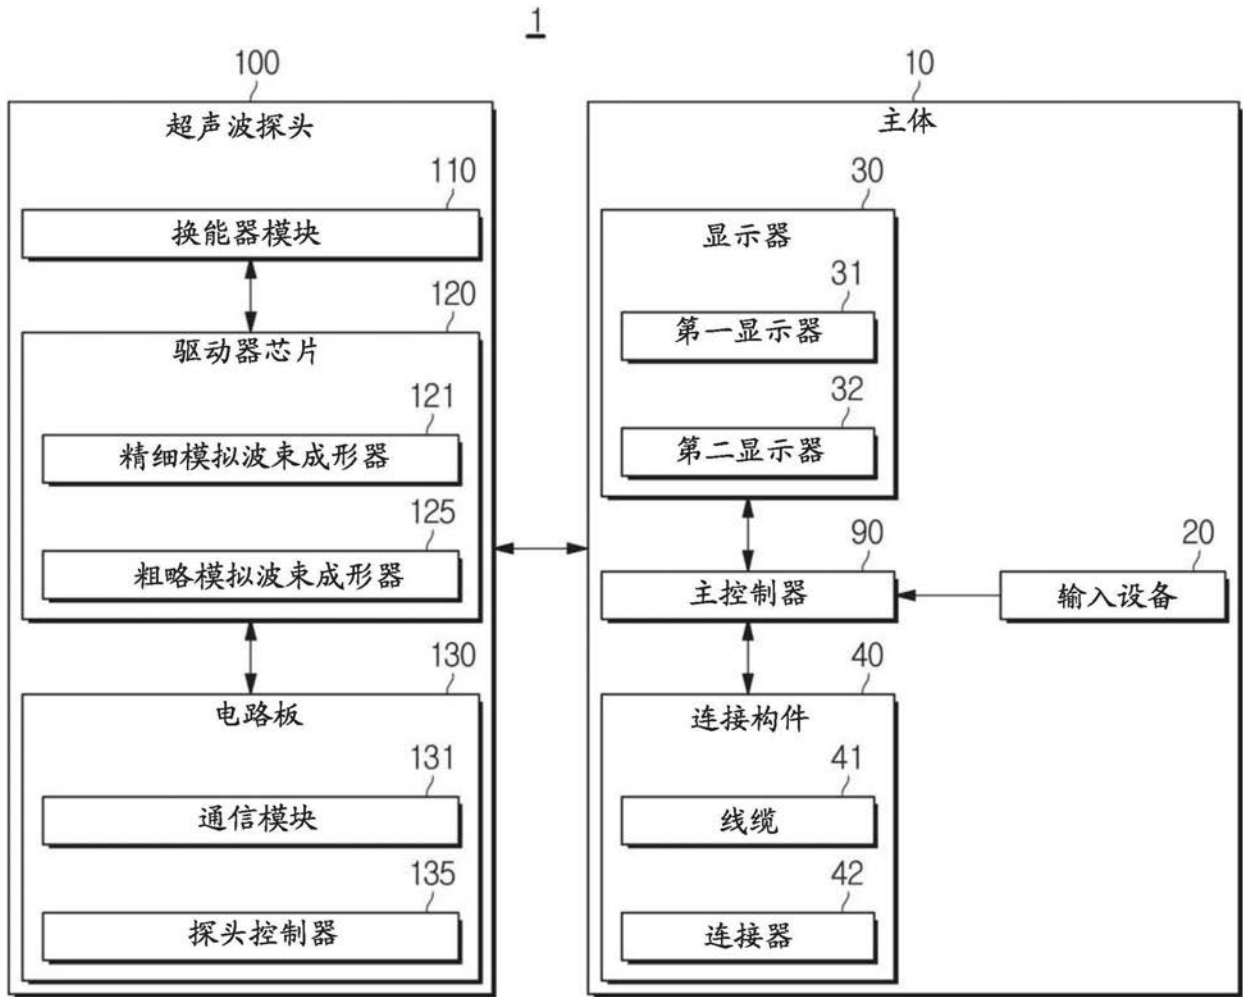 1
100
超声波探头
110
换能器模块
120
驱动器芯片
121
精细模拟波束成形器
125
粗略模拟波束成形器
130
电路板
131
通信模块
135
探头控制器
10
主体
30
显示器
31
第一显示器
32
第二显示器
90
主控制器
20
输入设备
40
连接构件
41
线缆
42
连接器